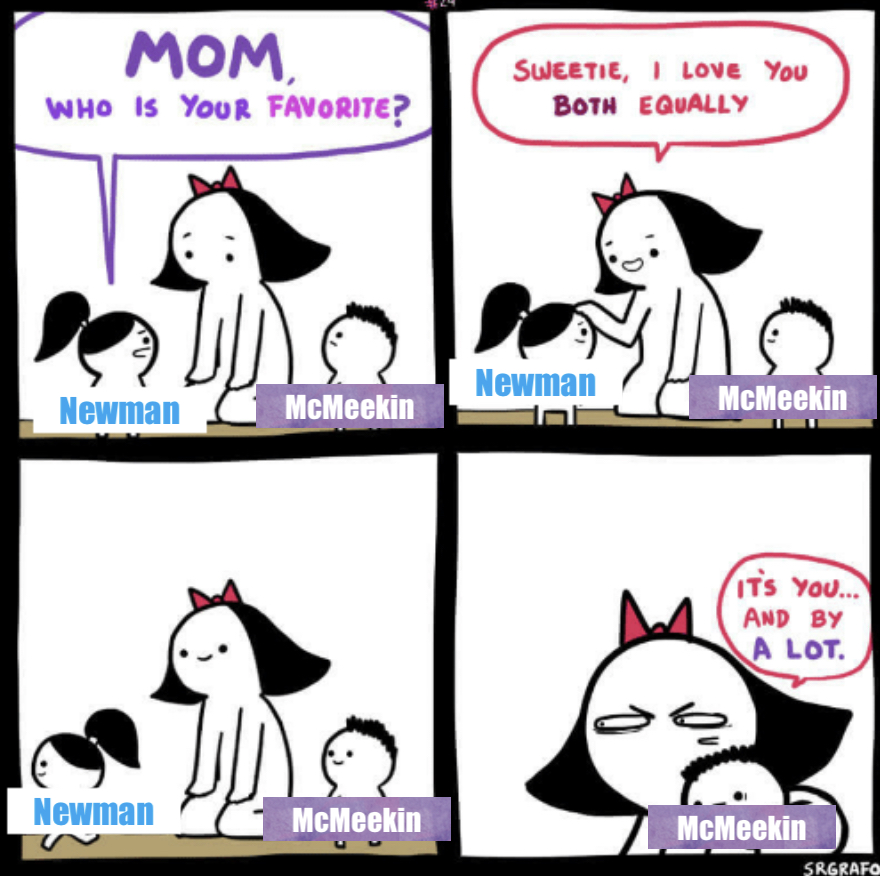 #24
MOM,
WHO IS YOUR FAVORITE?
Newman
McMeekin
SWEETIE, I LOVE YOU
BOTH EQUALLY
Newman
McMeekin
Newman
McMeekin
IT'S YOU...
AND BY
A LOT.
McMeekin
SRGRAFO